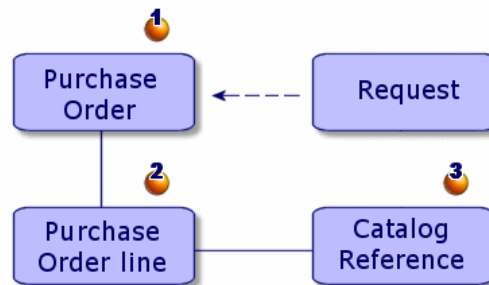 1
Purchase
Order
Request
2
3
Purchase
Order line
Catalog
Reference